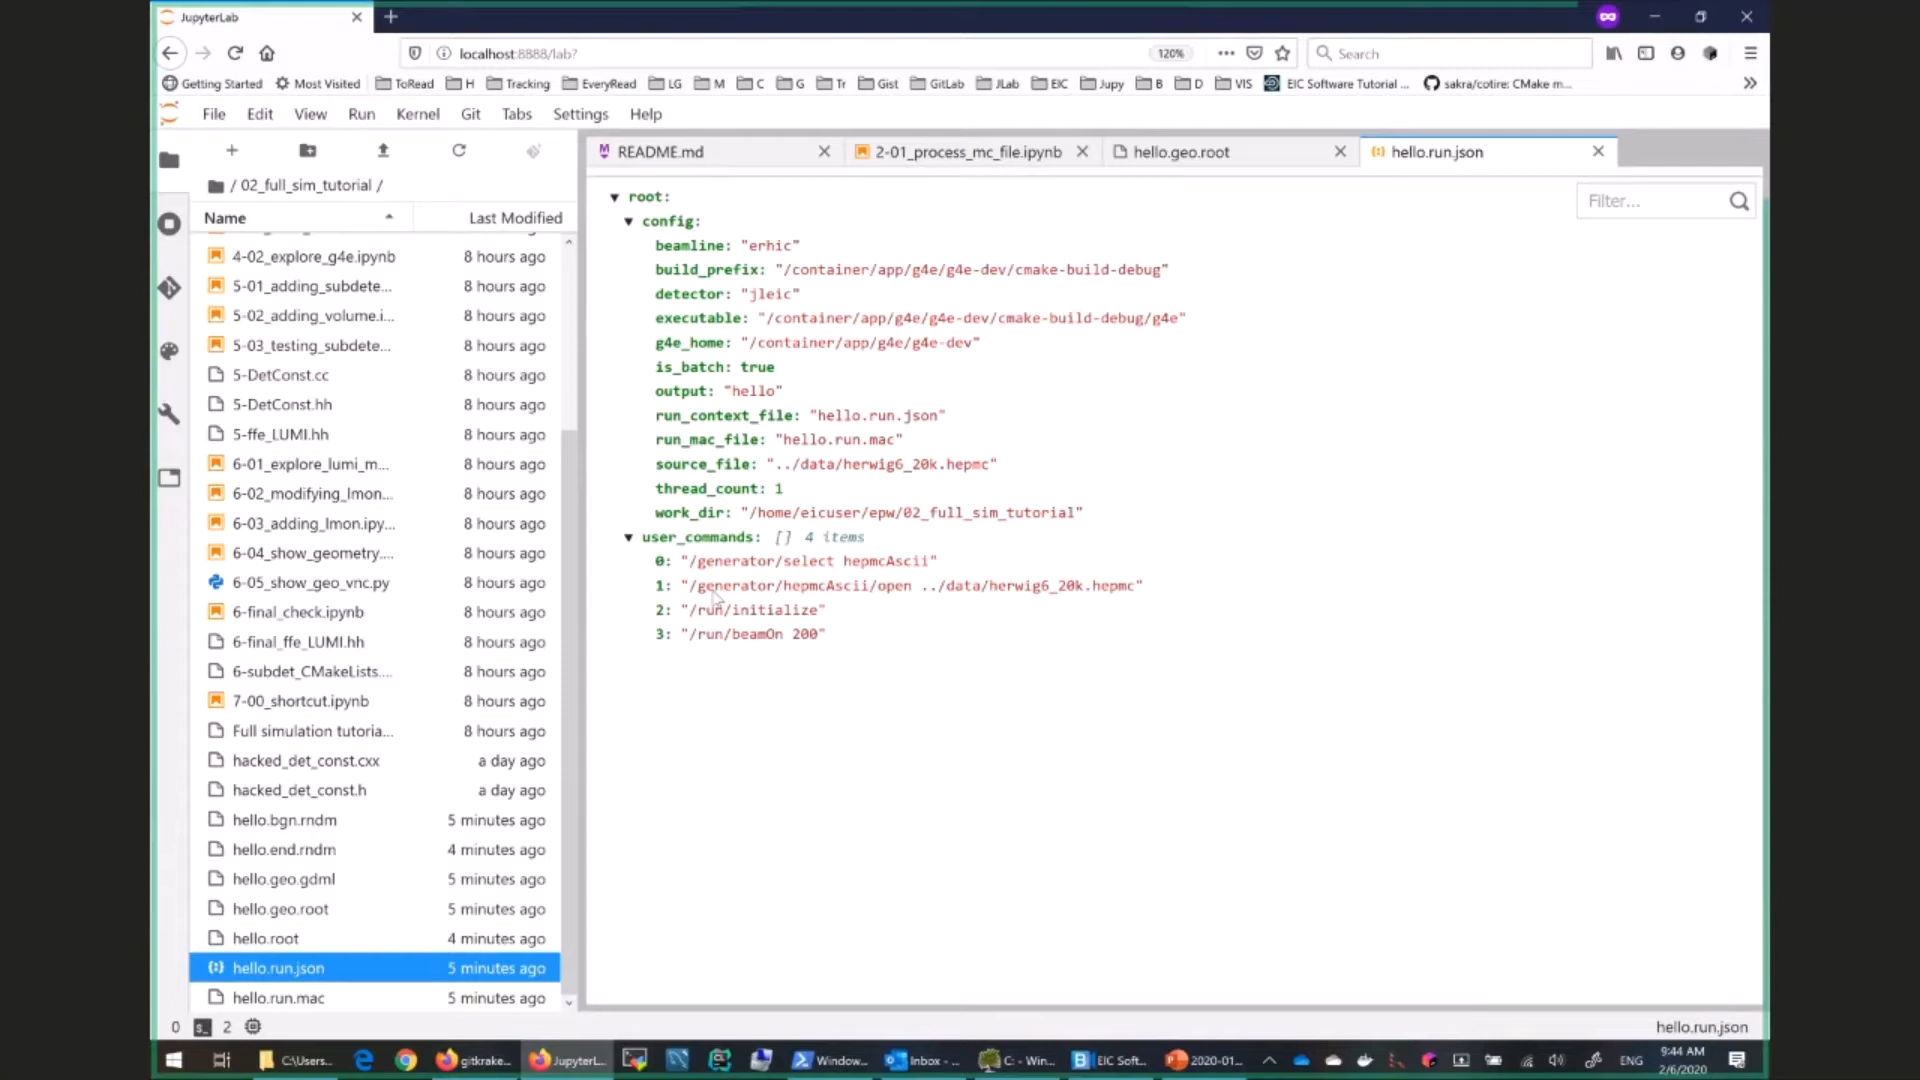 JupyterLab
localhost:8888/lab?
120%
Search
Getting Started
Most Visited
ToRead
H
Tracking
EveryRead
LG
M
C
G
Tr
Gist
GitLab
JLab
EIC
Jupy
B
D
VIS
EIC Software Tutorial ...
sakra/cotire: CMake m...
File Edit View Run Kernel Git Tabs Settings Help
README.md
2-01_process_mc_file.ipynb
hello.geo.root
hello.run.json
/ 02_full_sim_tutorial /
Name Last Modified
4-02_explore_g4e.ipynb 8 hours ago
5-01_adding_subdete... 8 hours ago
5-02_adding_volume.i... 8 hours ago
5-03_testing_subdete... 8 hours ago
5-DetConst.cc 8 hours ago
5-DetConst.hh 8 hours ago
5-ffe_LUMI.hh 8 hours ago
6-01_explore_lumi_m... 8 hours ago
6-02_modifying_lmon... 8 hours ago
6-03_adding_lmon.ipy... 8 hours ago
6-04_show_geometry.... 8 hours ago
6-05_show_geo_vnc.py 8 hours ago
6-final_check.ipynb 8 hours ago
6-final_ffe_LUMI.hh 8 hours ago
6-subdet_CMakeLists.... 8 hours ago
7-00_shortcut.ipynb 8 hours ago
Full simulation tutoria... 8 hours ago
hacked_det_const.cxx a day ago
hacked_det_const.h a day ago
hello.bgn.rndm 5 minutes ago
hello.end.rndm 4 minutes ago
hello.geo.gdml 5 minutes ago
hello.geo.root 5 minutes ago
hello.root 4 minutes ago
hello.run.json 5 minutes ago
hello.run.mac 5 minutes ago
Filter...
root:
config:
beamline: "erhic"
build_prefix: "/container/app/g4e/g4e-dev/cmake-build-debug"
detector: "jleic"
executable: "/container/app/g4e/g4e-dev/cmake-build-debug/g4e"
g4e_home: "/container/app/g4e/g4e-dev"
is_batch: true
output: "hello"
run_context_file: "hello.run.json"
run_mac_file: "hello.run.mac"
source_file: "../data/herwig6_20k.hepmc"
thread_count: 1
work_dir: "/home/eicuser/epw/02_full_sim_tutorial"
user_commands: [] 4 items
0: "/generator/select hepmcAscii"
1: "/generator/hepmcAscii/open ../data/herwig6_20k.hepmc"
2: "/run/initialize"
3: "/run/beamOn 200"
0 2
hello.run.json
C:\Users...
gitkrake...
JupyterL...
Window...
Inbox - ...
C: - Win...
EIC Soft...
2020-01...
ENG
9:44 AM
2/6/2020